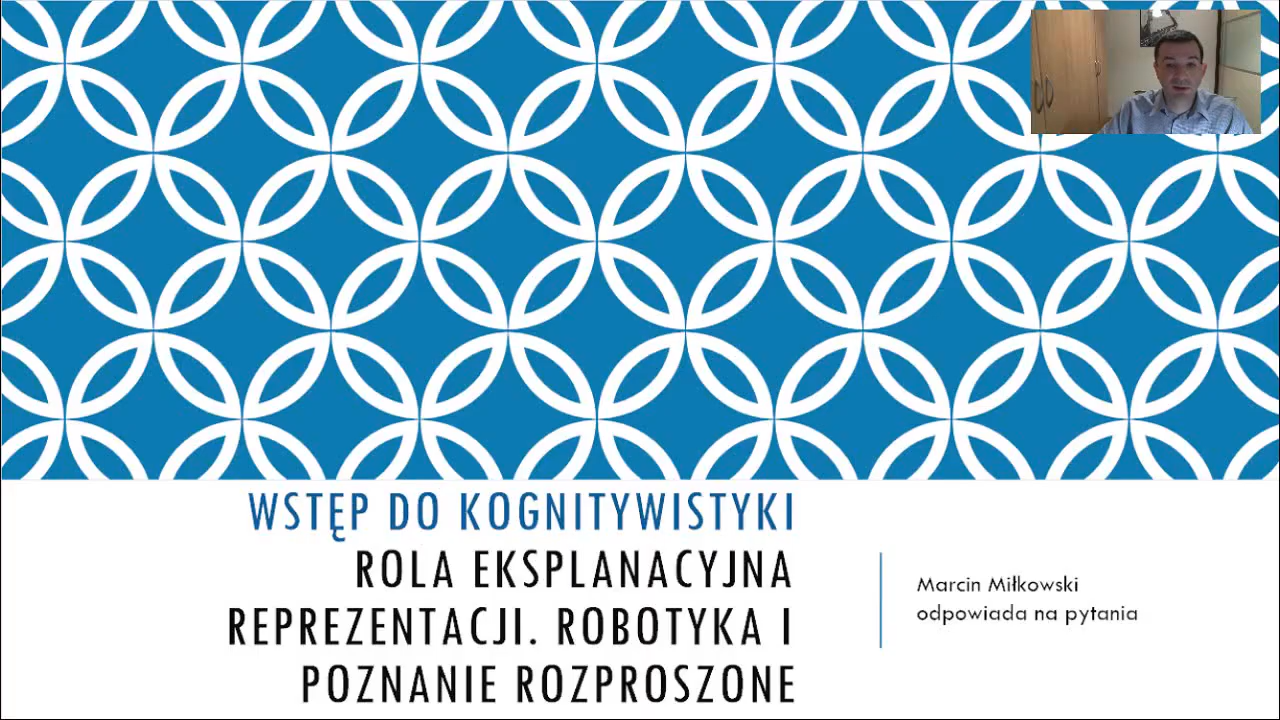 WSTĘP DO KOGNITYWISTYKI
ROLA EKSPLANACYJNA
REPREZENTACJI. ROBOTYKA I
POZNANIE ROZPROSZONE
Marcin Miłkowski
odpowiada na pytania